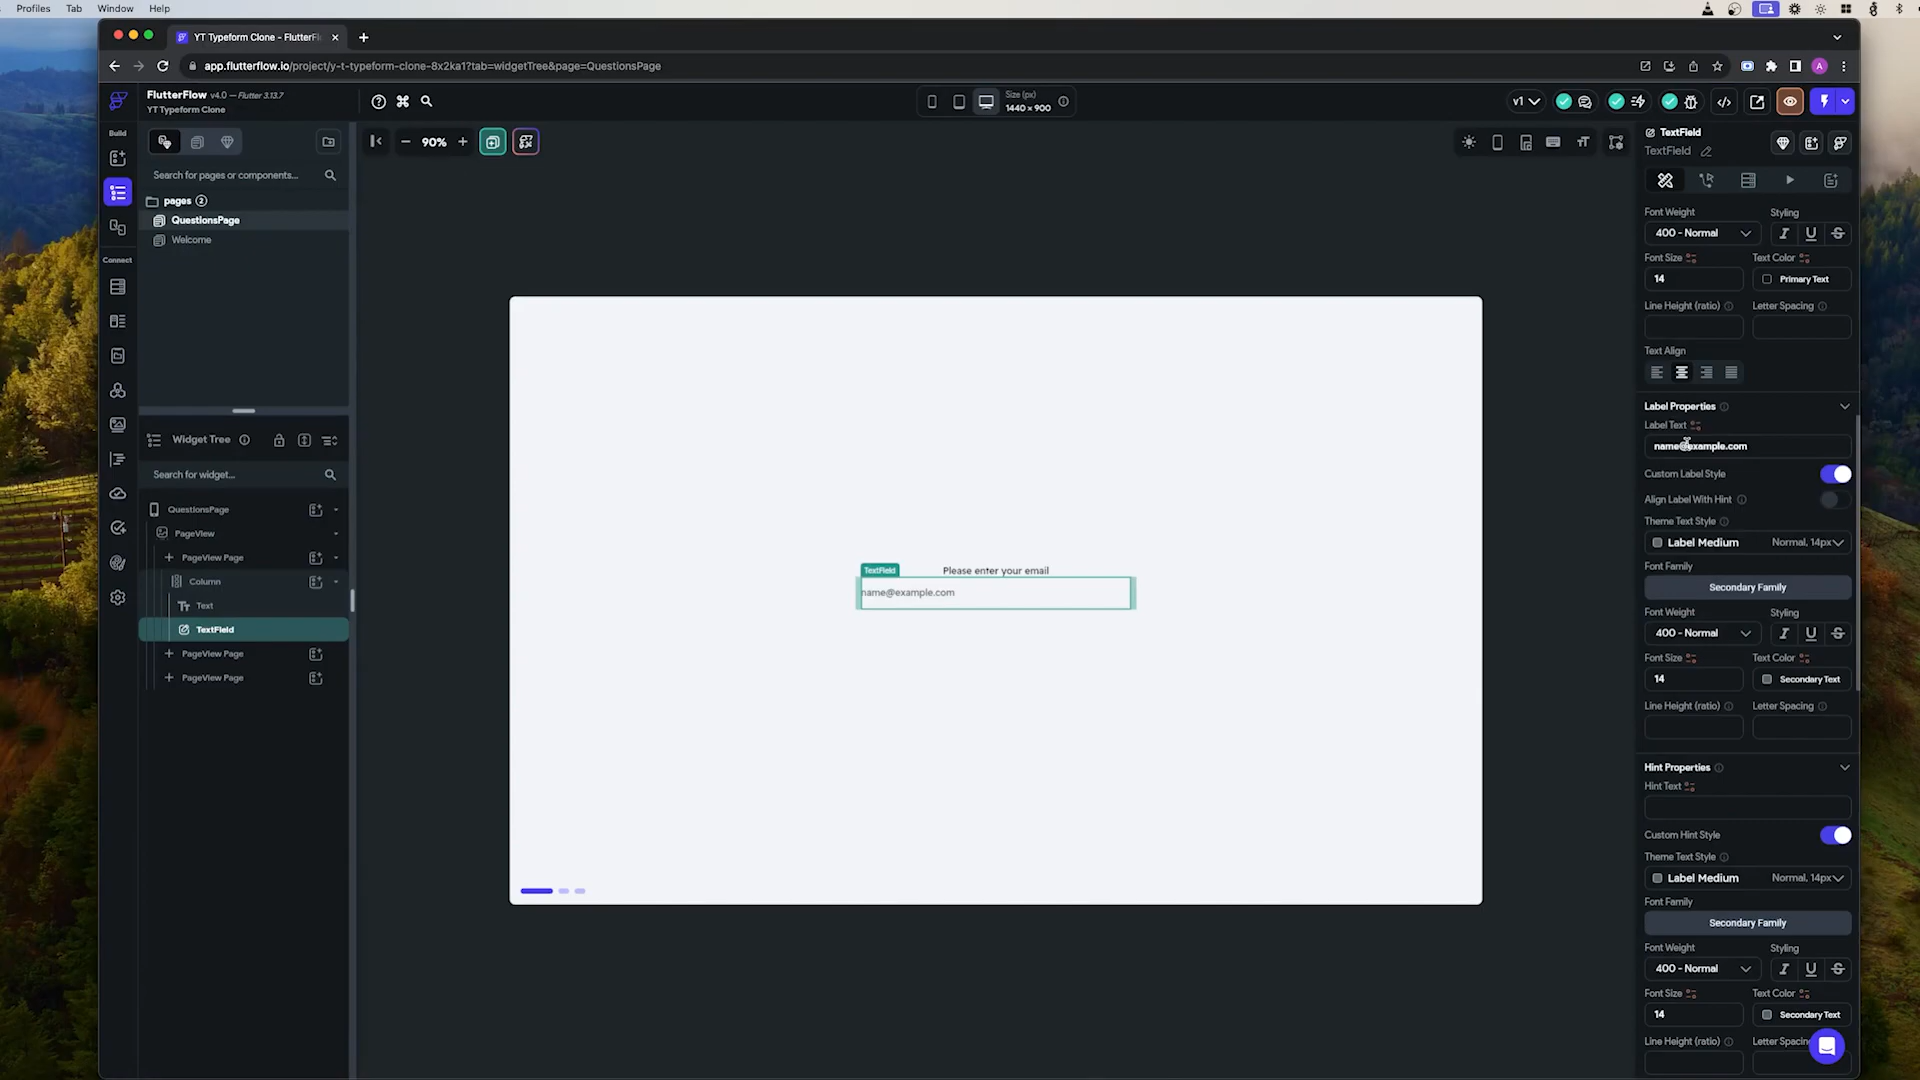 Profiles Tab Window Help
YT Typeform Clone - FlutterFl
app.flutterflow.io/project/y-t-typeform-clone-8x2ka1?tab=widgetTree&page=QuestionsPage
FlutterFlow v4.0 — Flutter 3.13.7
YT Typeform Clone
Size (px)
1440 × 900
v1
Build
90%
Search for pages or components...
pages 2
QuestionsPage
Welcome
Connect
Widget Tree
Search for widget...
QuestionsPage
PageView
PageView Page
Column
Text
TextField
PageView Page
PageView Page
TextField
Please enter your email
name@example.com
TextField
TextField
Font Weight Styling
400 - Normal
Font Size Text Color
14 Primary Text
Line Height (ratio) Letter Spacing
Text Align
Label Properties
Label Text
name@example.com
Custom Label Style
Align Label With Hint
Theme Text Style
Label Medium Normal, 14px
Font Family
Secondary Family
Font Weight Styling
400 - Normal
Font Size Text Color
14 Secondary Text
Line Height (ratio) Letter Spacing
Hint Properties
Hint Text
Custom Hint Style
Theme Text Style
Label Medium Normal, 14px
Font Family
Secondary Family
Font Weight Styling
400 - Normal
Font Size Text Color
14 Secondary Text
Line Height (ratio) Letter Spacin